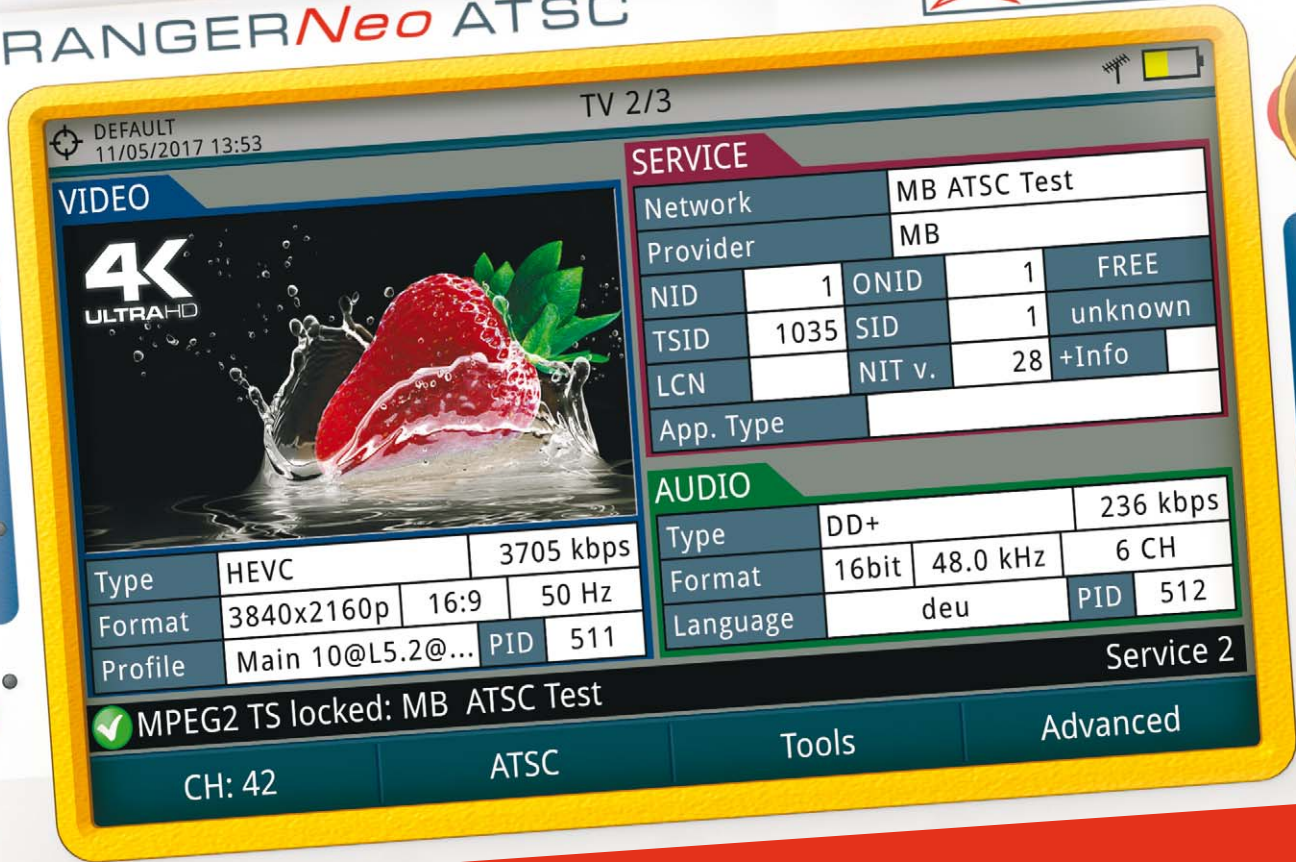 RANGERNeo ATSC
TV 2/3
DEFAULT
11/05/2017 13:53
VIDEO
4K
ULTRAHD
Type HEVC 3705 kbps
Format 3840x2160p 16:9 50 Hz
Profile Main 10@L5.2@... PID 511
SERVICE
Network MB ATSC Test
Provider MB
NID 1 ONID 1 FREE
TSID 1035 SID 1 unknown
LCN NIT v. 28 +Info
App. Type
AUDIO
Type DD+ 236 kbps
Format 16bit 48.0 kHz 6 CH
Language deu PID 512
MPEG2 TS locked: MB ATSC Test Service 2
CH: 42 ATSC Tools Advanced